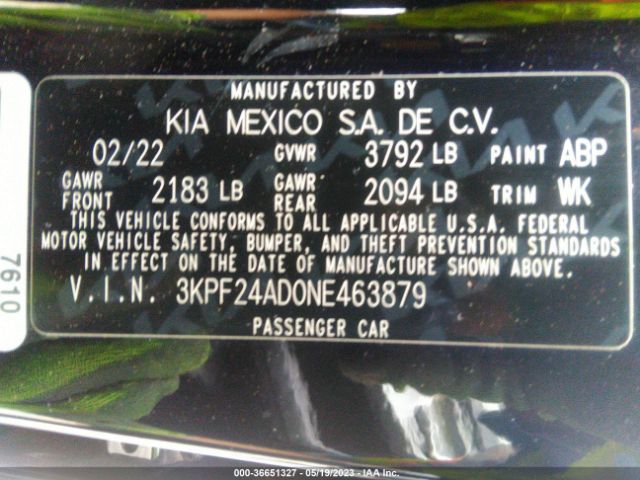 MANUFACTURED BY
KIA MEXICO S.A. DE C.V.
02/22 GVWR 3792 LB PAINT ABP
GAWR FRONT 2183 LB GAWR REAR 2094 LB TRIM WK
THIS VEHICLE CONFORMS TO ALL APPLICABLE U.S.A. FEDERAL
MOTOR VEHICLE SAFETY, BUMPER, AND THEFT PREVENTION STANDARDS
IN EFFECT ON THE DATE OF MANUFACTURE SHOWN ABOVE.
V.I.N. 3KPF24AD0NE463879
PASSENGER CAR
7610
000-36651327 - 05/19/2023 - IAA Inc.